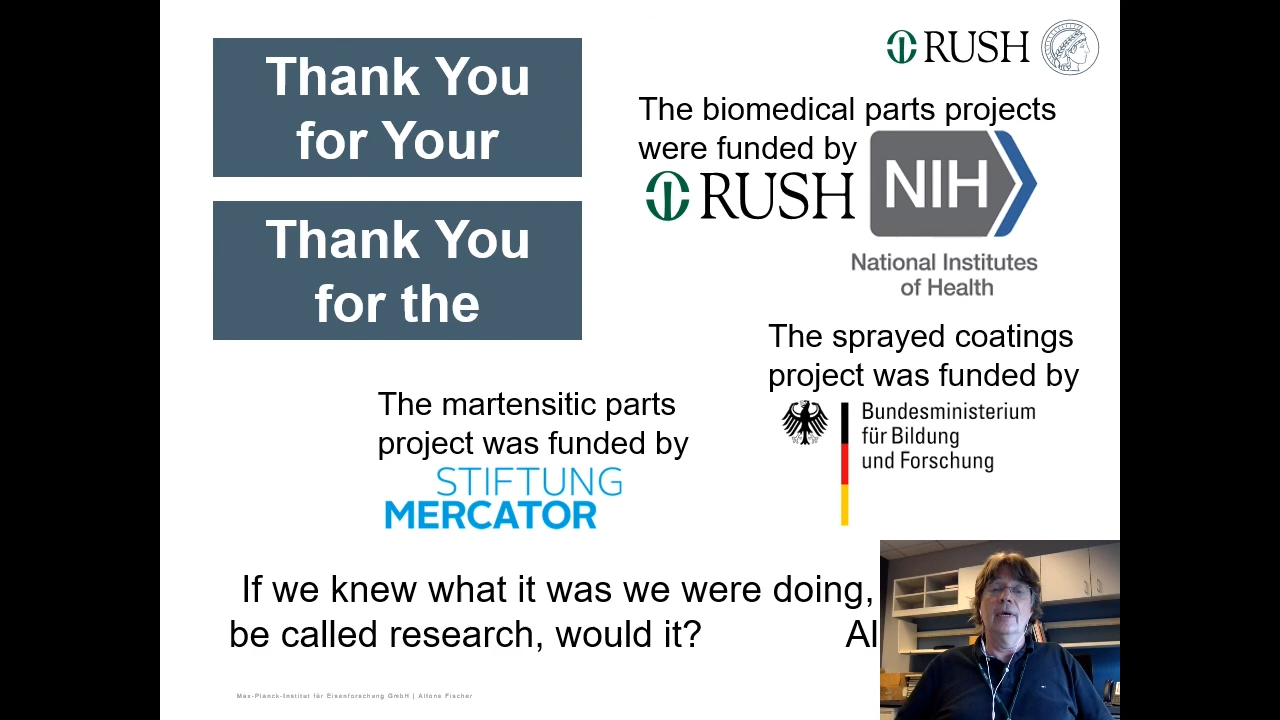 Thank You
for Your
Thank You
for the
RUSH
The biomedical parts projects
were funded by
RUSH
NIH
National Institutes
of Health
The sprayed coatings
project was funded by
Bundesministerium
für Bildung
und Forschung
The martensitic parts
project was funded by
STIFTUNG
MERCATOR
If we knew what it was we were doing,
be called research, would it? Al
Max-Planck-Institut für Eisenforschung GmbH | Alfons Fischer